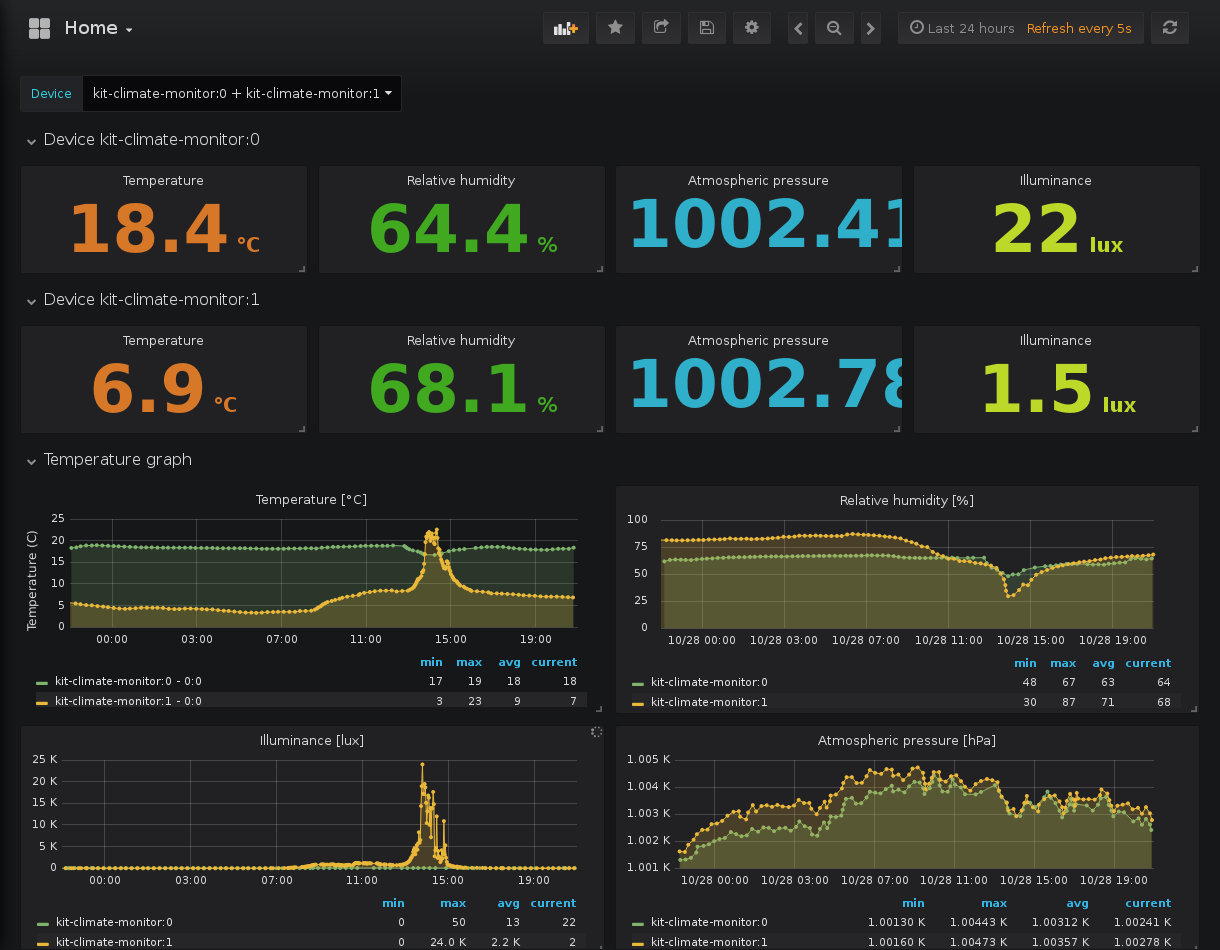 Home
Last 24 hours Refresh every 5s
Device kit-climate-monitor:0 + kit-climate-monitor:1
Device kit-climate-monitor:0
Temperature Relative humidity Atmospheric pressure Illuminance
18.4 °C 64.4 % 1002.41 22 lux
Device kit-climate-monitor:1
Temperature Relative humidity Atmospheric pressure Illuminance
6.9 °C 68.1 % 1002.78 1.5 lux
Temperature graph
Temperature [°C]
Temperature (C)
25
20
15
10
5
0
00:00 03:00 07:00 11:00 15:00 19:00
min max avg current
kit-climate-monitor:0 - 0:0 17 19 18 18
kit-climate-monitor:1 - 0:0 3 23 9 7
Relative humidity [%]
100
75
50
25
0
10/28 00:00 10/28 03:00 10/28 07:00 10/28 11:00 10/28 15:00 10/28 19:00
min max avg current
kit-climate-monitor:0 48 67 63 64
kit-climate-monitor:1 30 87 71 68
Illuminance [lux]
25 K
20 K
15 K
10 K
5 K
0
00:00 03:00 07:00 11:00 15:00 19:00
min max avg current
kit-climate-monitor:0 0 50 13 22
kit-climate-monitor:1 0 24.0 K 2.2 K 2
Atmospheric pressure [hPa]
1.005 K
1.004 K
1.003 K
1.002 K
1.001 K
10/28 00:00 10/28 03:00 10/28 07:00 10/28 11:00 10/28 15:00 10/28 19:00
min max avg current
kit-climate-monitor:0 1.00130 K 1.00443 K 1.00312 K 1.00241 K
kit-climate-monitor:1 1.00160 K 1.00473 K 1.00357 K 1.00278 K